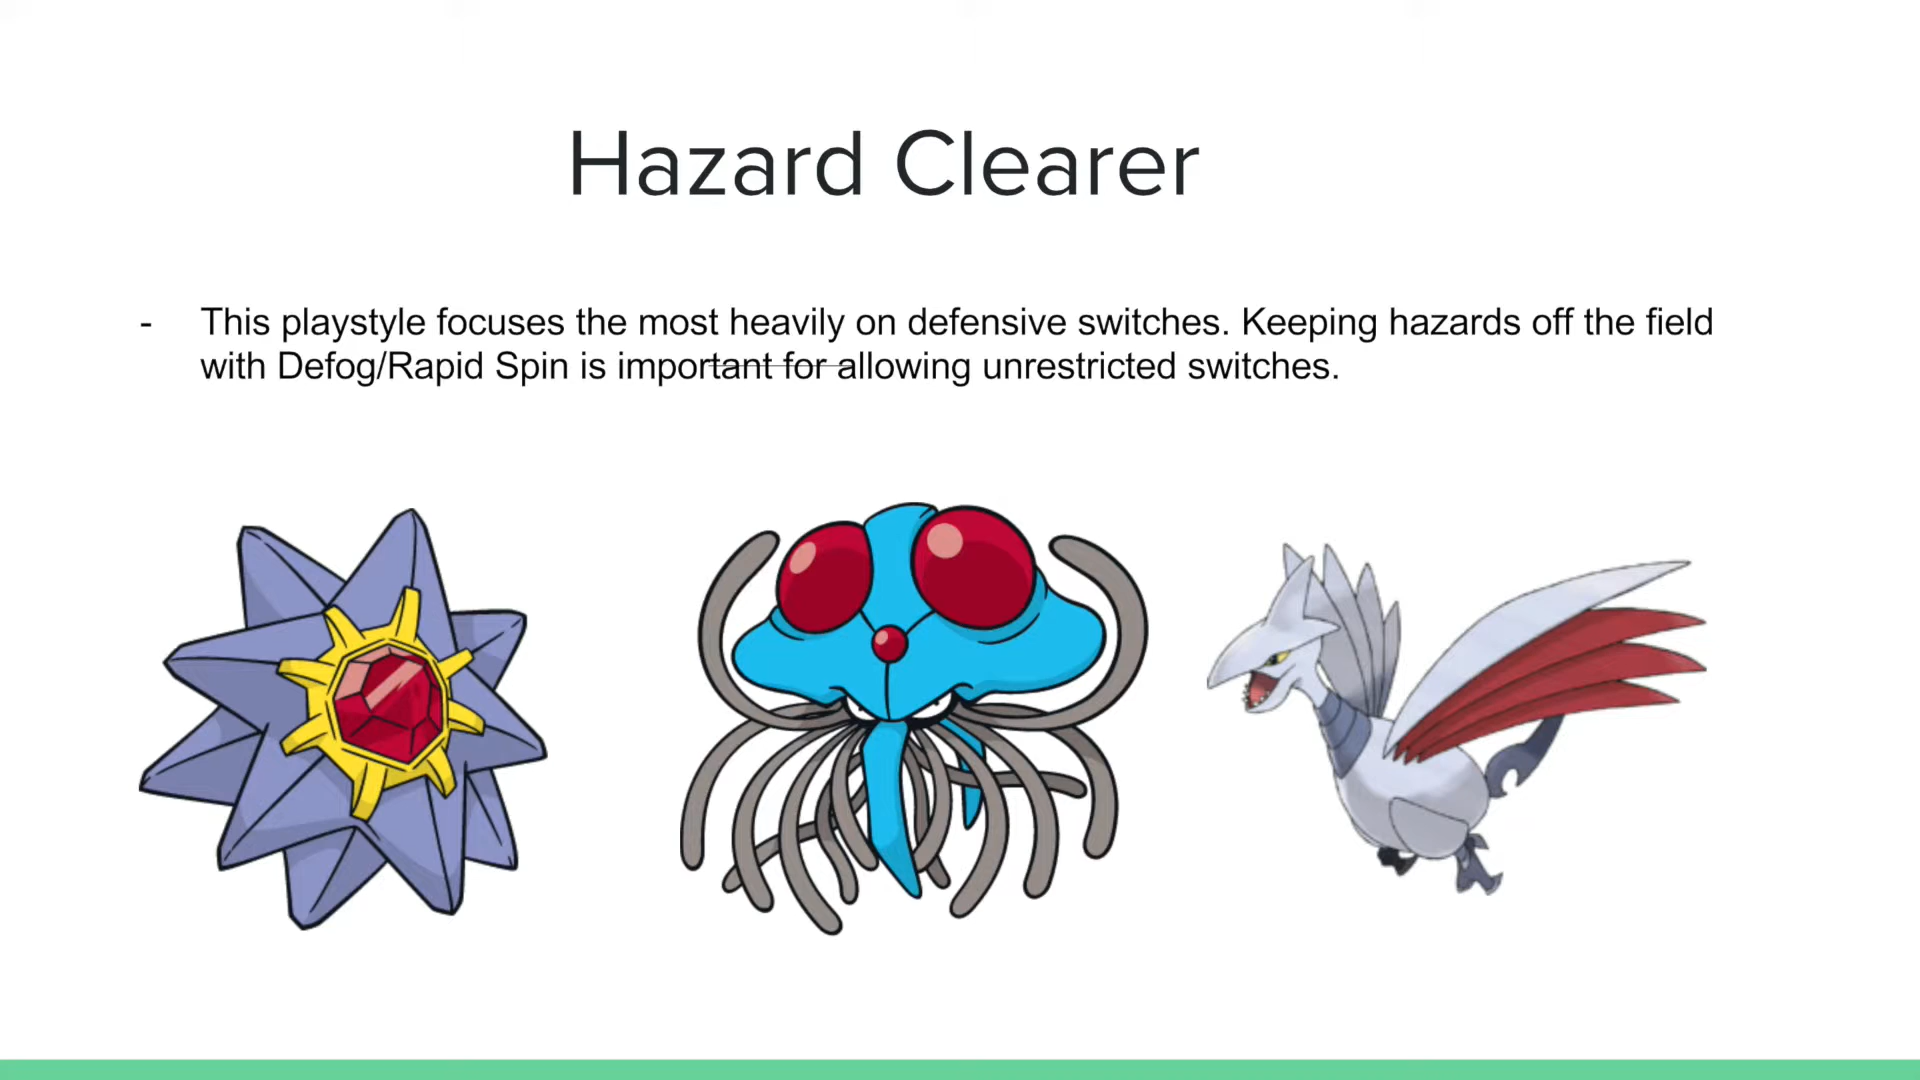 Hazard Clearer
- This playstyle focuses the most heavily on defensive switches. Keeping hazards off the field
with Defog/Rapid Spin is important for allowing unrestricted switches.